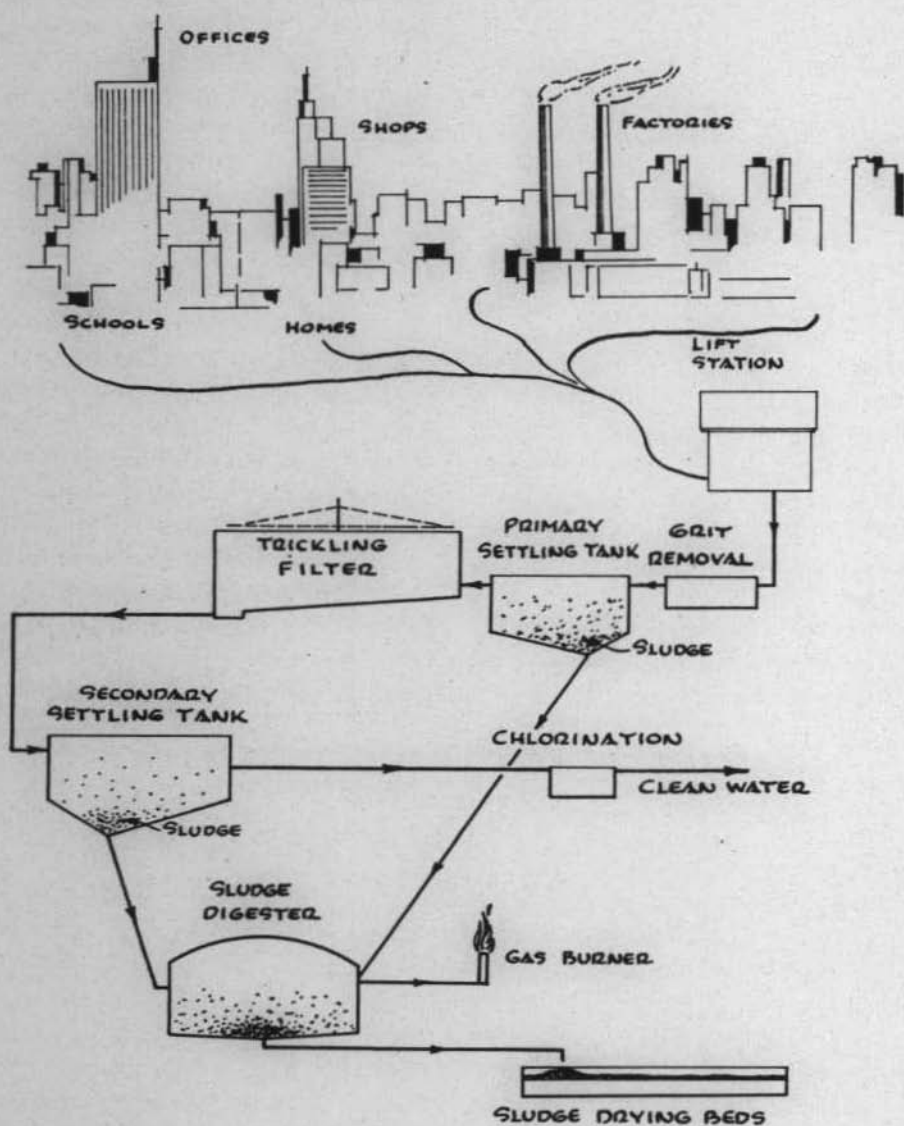 OFFICES
SHOPS
FACTORIES
SCHOOLS
HOMES
LIFT
STATION
PRIMARY
SETTLING TANK
GRIT
REMOVAL
TRICKLING
FILTER
SLUDGE
SECONDARY
SETTLING TANK
CHLORINATION
CLEAN WATER
SLUDGE
SLUDGE
DIGESTER
GAS BURNER
SLUDGE DRYING BEDS